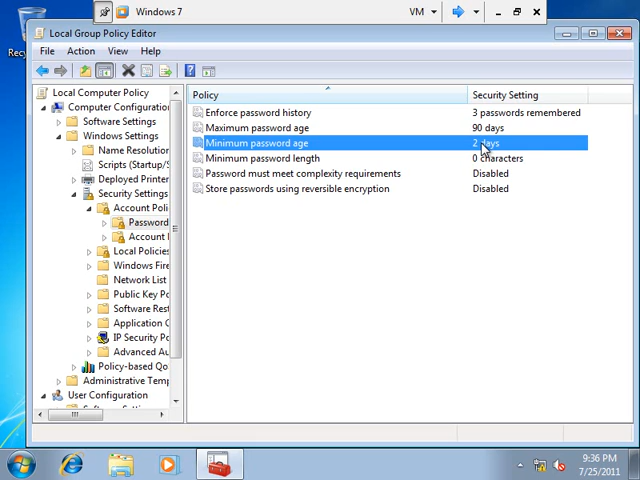 Windows 7
VM
Local Group Policy Editor
File Action View Help
Local Computer Policy
Computer Configuratio
Software Settings
Windows Settings
Name Resolution
Scripts (Startup/S
Deployed Printer
Security Settings
Account Poli
Password
Account
Local Policies
Windows Fire
Network List
Public Key Po
Software Rest
Application C
IP Security Po
Advanced Au
Policy-based Qo
Administrative Temp
User Configuration
Policy Security Setting
Enforce password history 3 passwords remembered
Maximum password age 90 days
Minimum password age 2 days
Minimum password length 0 characters
Password must meet complexity requirements Disabled
Store passwords using reversible encryption Disabled
9:36 PM
7/25/2011